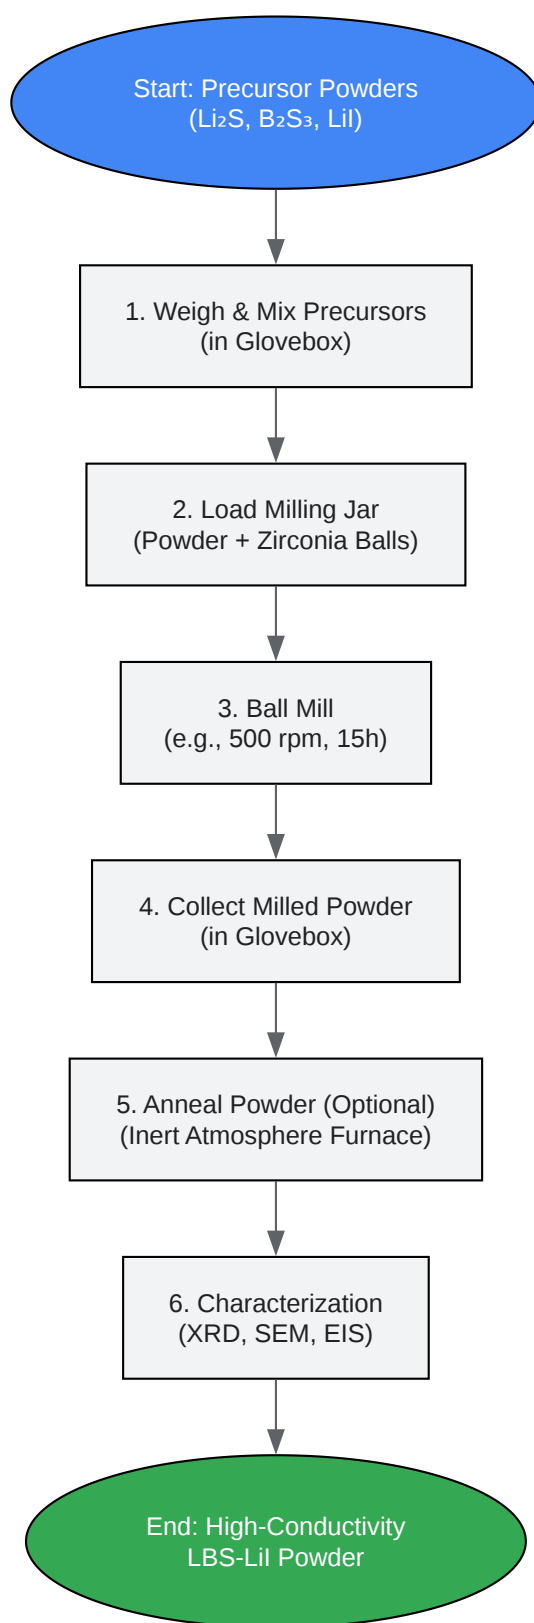 Start: Precursor Powders
(Li₂S, B₂S₃, LiI)
1. Weigh & Mix Precursors
(in Glovebox)
2. Load Milling Jar
(Powder + Zirconia Balls)
3. Ball Mill
(e.g., 500 rpm, 15h)
4. Collect Milled Powder
(in Glovebox)
5. Anneal Powder (Optional)
(Inert Atmosphere Furnace)
6. Characterization
(XRD, SEM, EIS)
End: High-Conductivity
LBS-LiI Powder